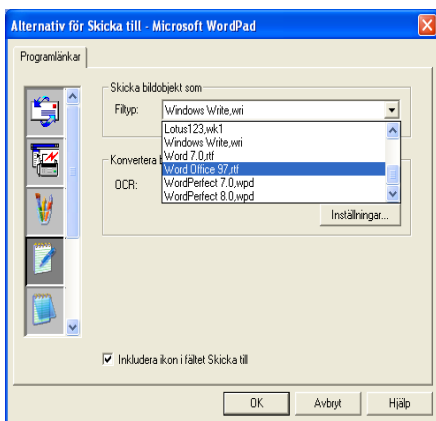 Alternativ för Skicka till - Microsoft WordPad
Programlänkar
Skicka bildobjekt som
Filtyp:
Windows Write,wri
Lotus123,wk1
Windows Write,wri
Word 7.0,rtf
Word Office 97,rtf
WordPerfect 7.0,wpd
WordPerfect 8.0,wpd
Konvertera
OCR:
Inställningar...
Inkludera ikon i fältet Skicka till
OK
Avbryt
Hjälp